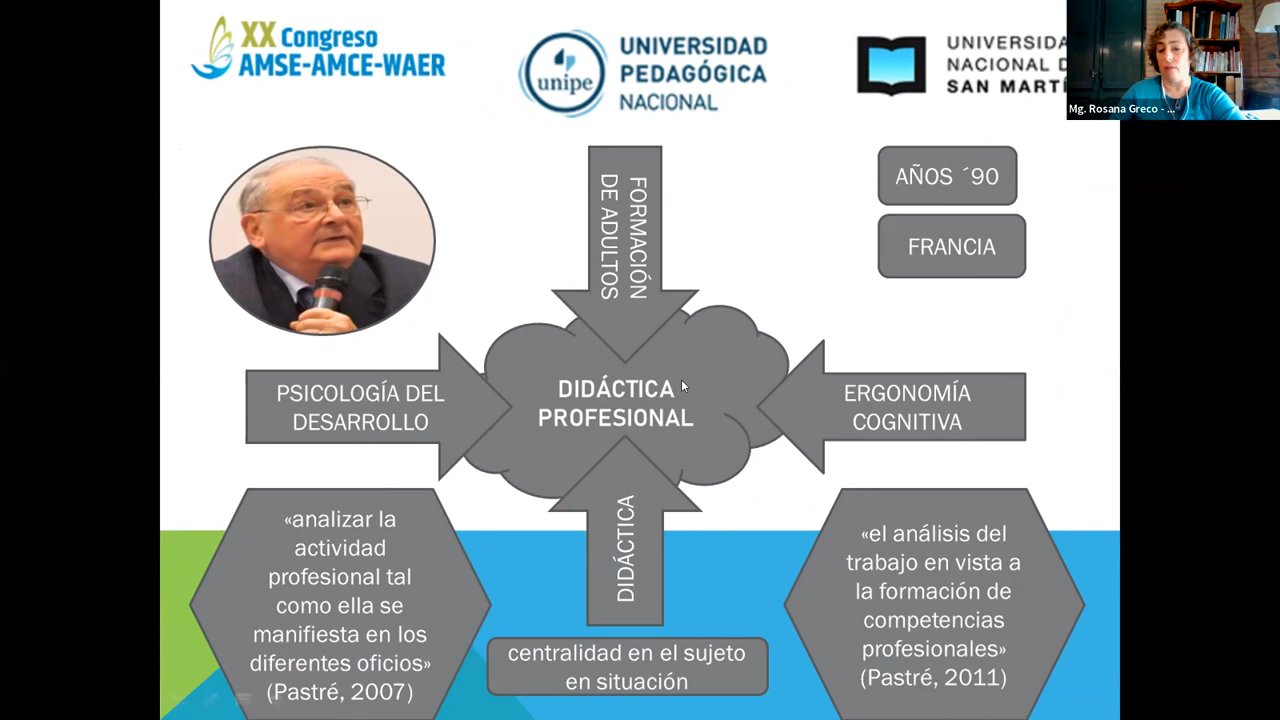 XX Congreso
AMSE-AMCE-WAER
unipe
UNIVERSIDAD
PEDAGÓGICA
NACIONAL
UNIVERSIDA
NACIONAL D
SAN MARTÍ
Mg. Rosana Greco - ...
AÑOS ´90
FRANCIA
FORMACIÓN
DE ADULTOS
PSICOLOGÍA DEL
DESARROLLO
DIDÁCTICA
PROFESIONAL
ERGONOMÍA
COGNITIVA
DIDÁCTICA
«analizar la
actividad
profesional tal
como ella se
manifiesta en los
diferentes oficios»
(Pastré, 2007)
centralidad en el sujeto
en situación
«el análisis del
trabajo en vista a
la formación de
competencias
profesionales»
(Pastré, 2011)